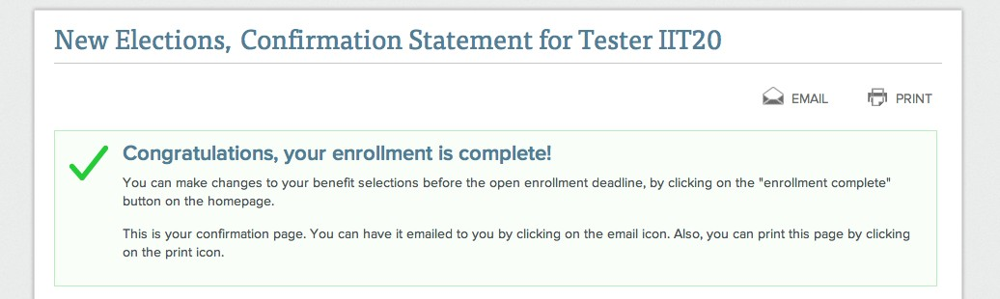 New Elections, Confirmation Statement for Tester IIT20
EMAIL PRINT
Congratulations, your enrollment is complete!
You can make changes to your benefit selections before the open enrollment deadline, by clicking on the "enrollment complete"
button on the homepage.
This is your confirmation page. You can have it emailed to you by clicking on the email icon. Also, you can print this page by clicking
on the print icon.